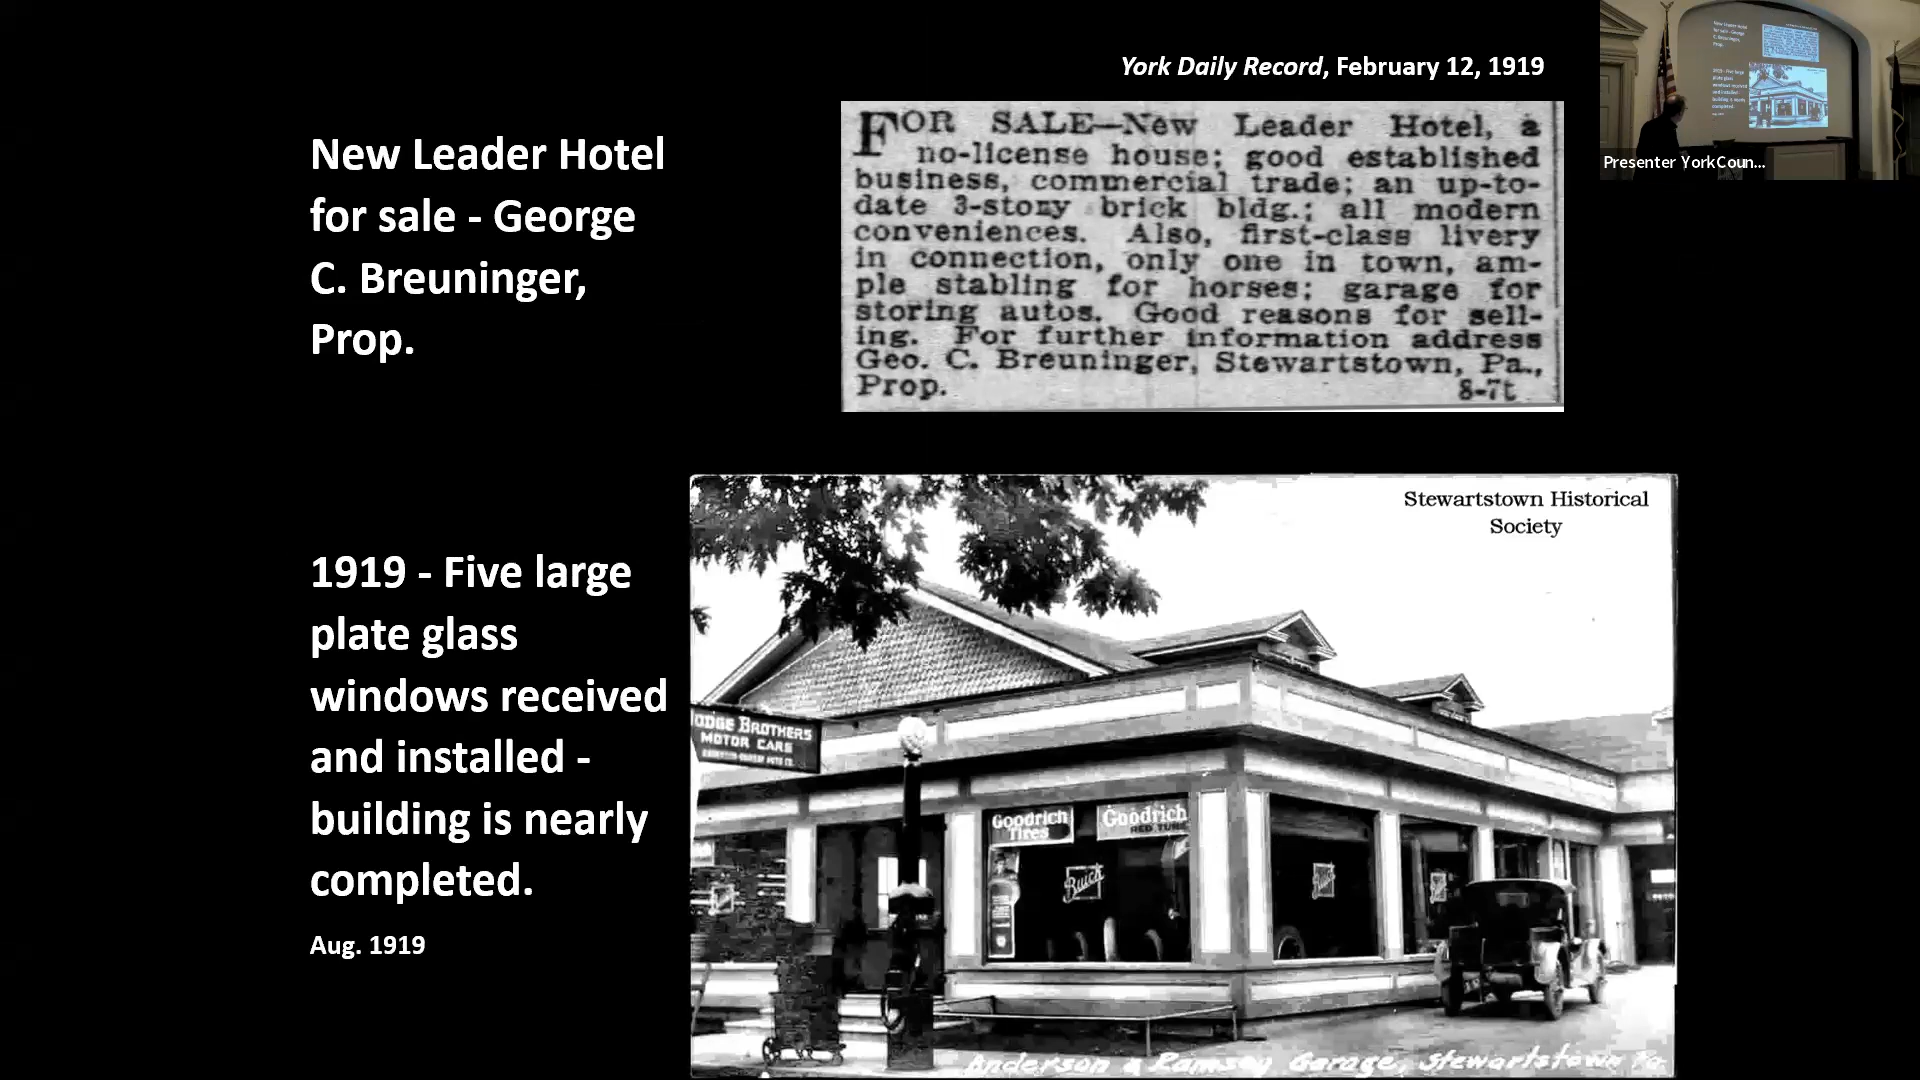 York Daily Record, February 12, 1919
New Leader Hotel
for sale - George
C. Breuninger,
Prop.
FOR SALE—New Leader Hotel, a
no-license house; good established
business, commercial trade; an up-to-
date 3-story brick bldg.; all modern
conveniences. Also, first-class livery
in connection, only one in town, am-
ple stabling for horses; garage for
storing autos. Good reasons for sell-
ing. For further information address
Geo. C. Breuninger, Stewartstown, Pa.,
Prop. 8-7t
Presenter YorkCoun...
1919 - Five large
plate glass
windows received
and installed -
building is nearly
completed.
Aug. 1919
Stewartstown Historical
Society
ODGE BROTHERS
MOTOR CARS
Goodrich
Tires
Goodrich
RED TUBE
Buick
Buick
Buick
Anderson & Ramsey Garage, Stewartstown Pa.